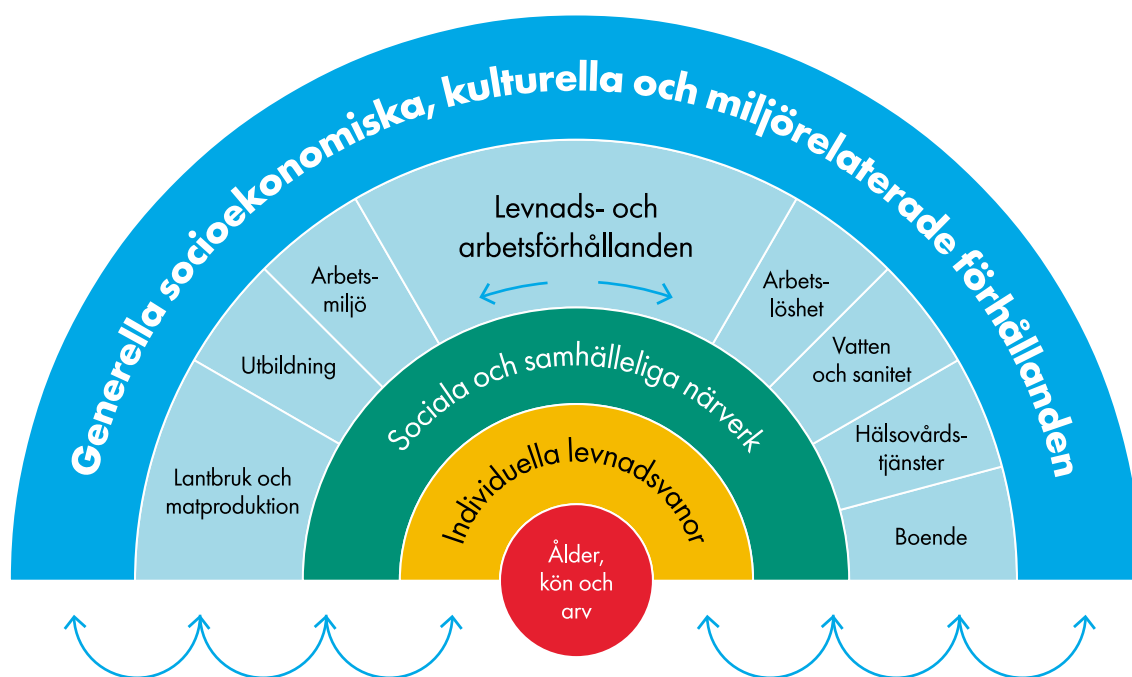 Generella socioekonomiska, kulturella och miljörelaterade förhållanden
Levnads- och
arbetsförhållanden
Arbets-
miljö
Arbets-
löshet
Utbildning
Vatten
och sanitet
Lantbruk och
matproduktion
Hälsovårds-
tjänster
Boende
Sociala och samhälleliga närverk
Individuella levnadsvanor
Ålder,
kön och
arv